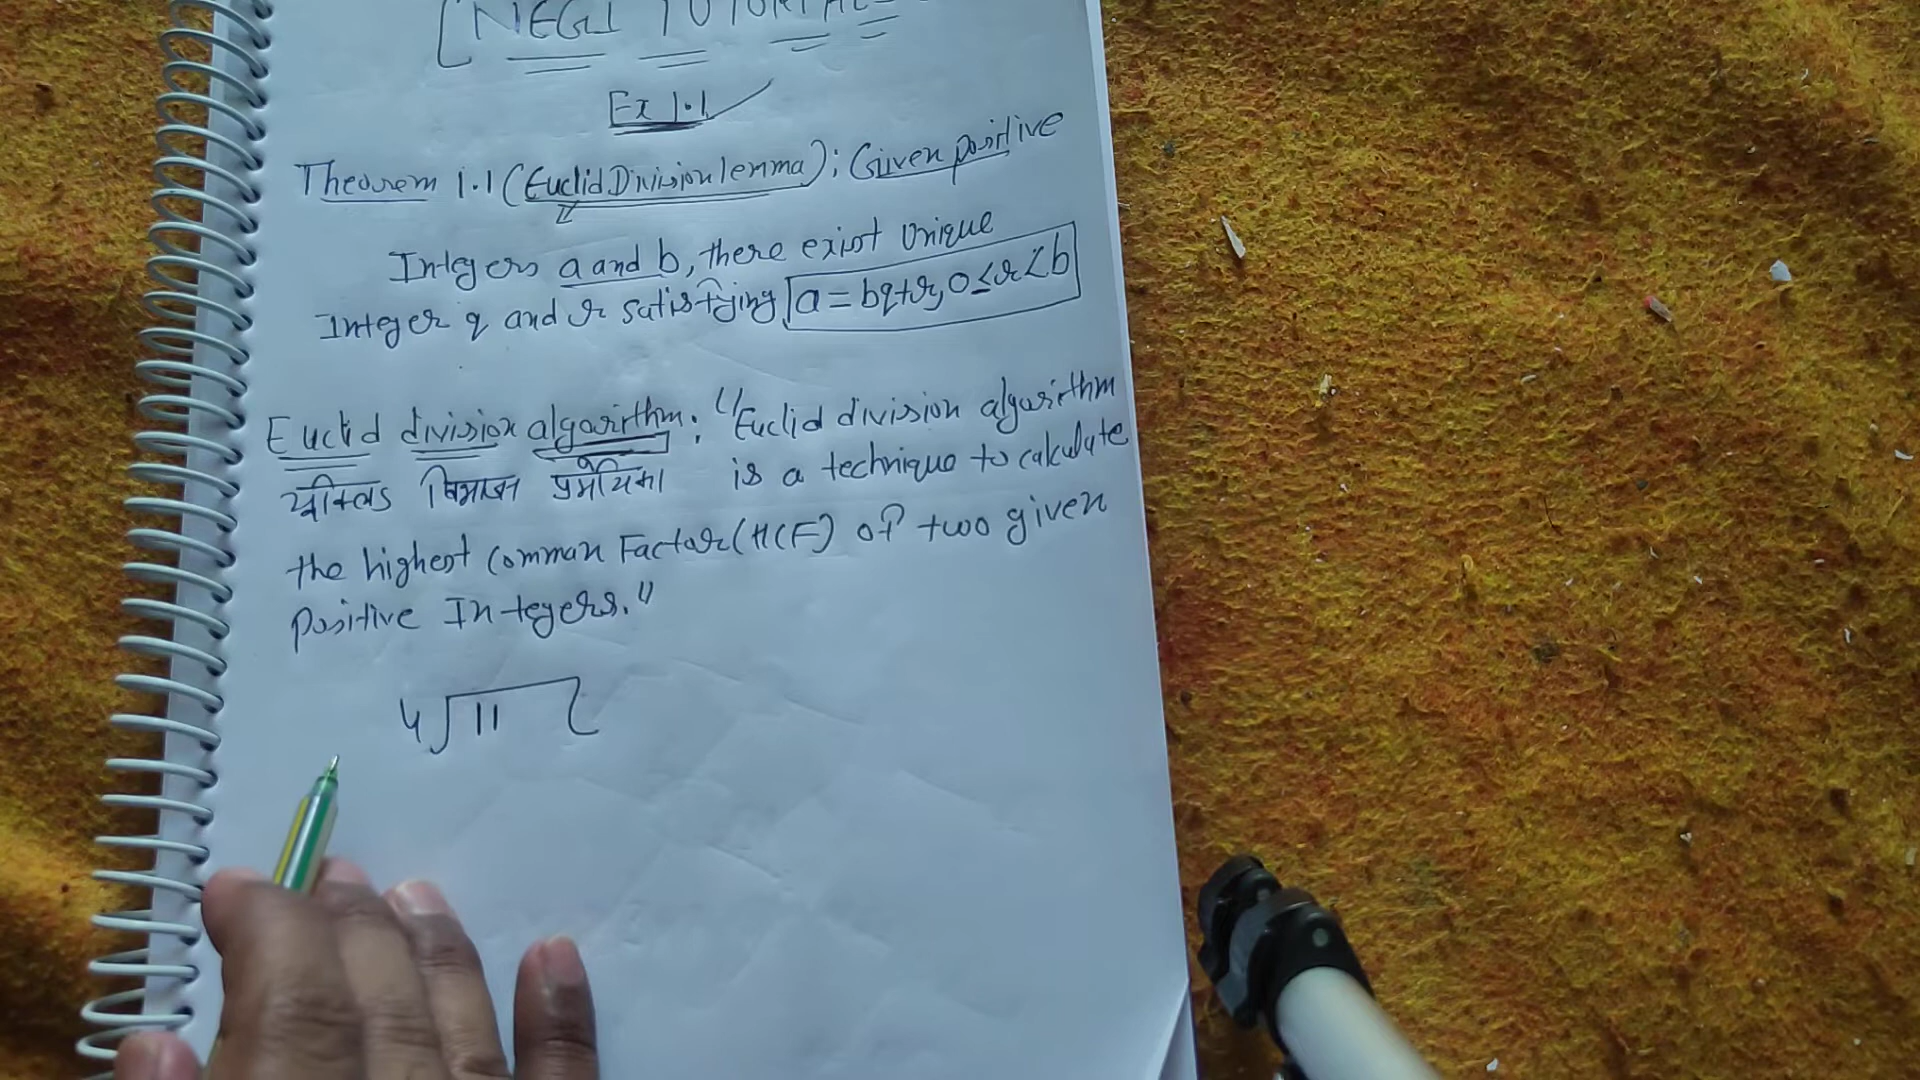 [NEGI TUTORIAL
Ex 1.1
Theorem 1.1 (Euclid Division lemma); Given positive
Integers a and b, there exist Unique
Integer q and r satisfying a = bq+r, 0≤r<b
Euclid division algorithm: "Euclid division algorithm
यूक्लिड विभाजन प्रमेयिका is a technique to calculate
the highest Comman Factor (HCF) of two given
Positive Integers."
4 11